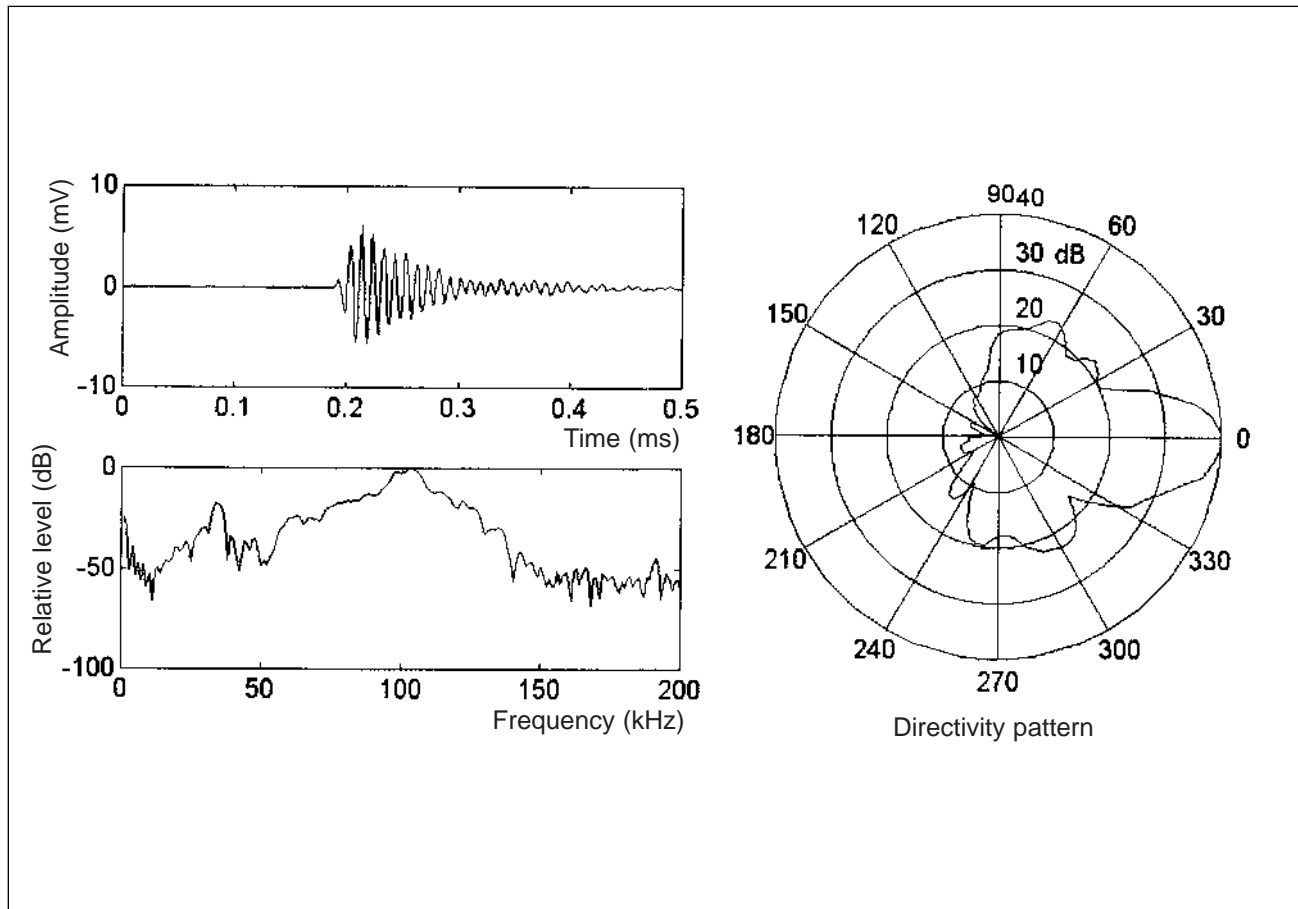 Amplitude (mV)
10
0
-10
0 0.1 0.2 0.3 0.4 0.5
Time (ms)
Relative level (dB)
0
-50
-100
0 50 100 150 200
Frequency (kHz)
90 40
120 60
30 dB
150 20 30
10
180 0
210 330
240 300
270
Directivity pattern